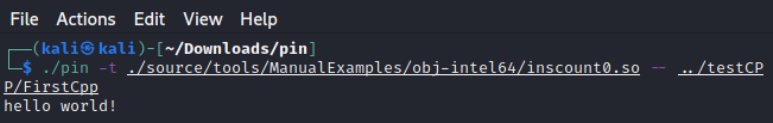 File Actions Edit View Help
┌──(kali㉿kali)-[~/Downloads/pin]
└─$ ./pin -t ./source/tools/ManualExamples/obj-intel64/inscount0.so -- ../testCP
P/FirstCpp
hello world!